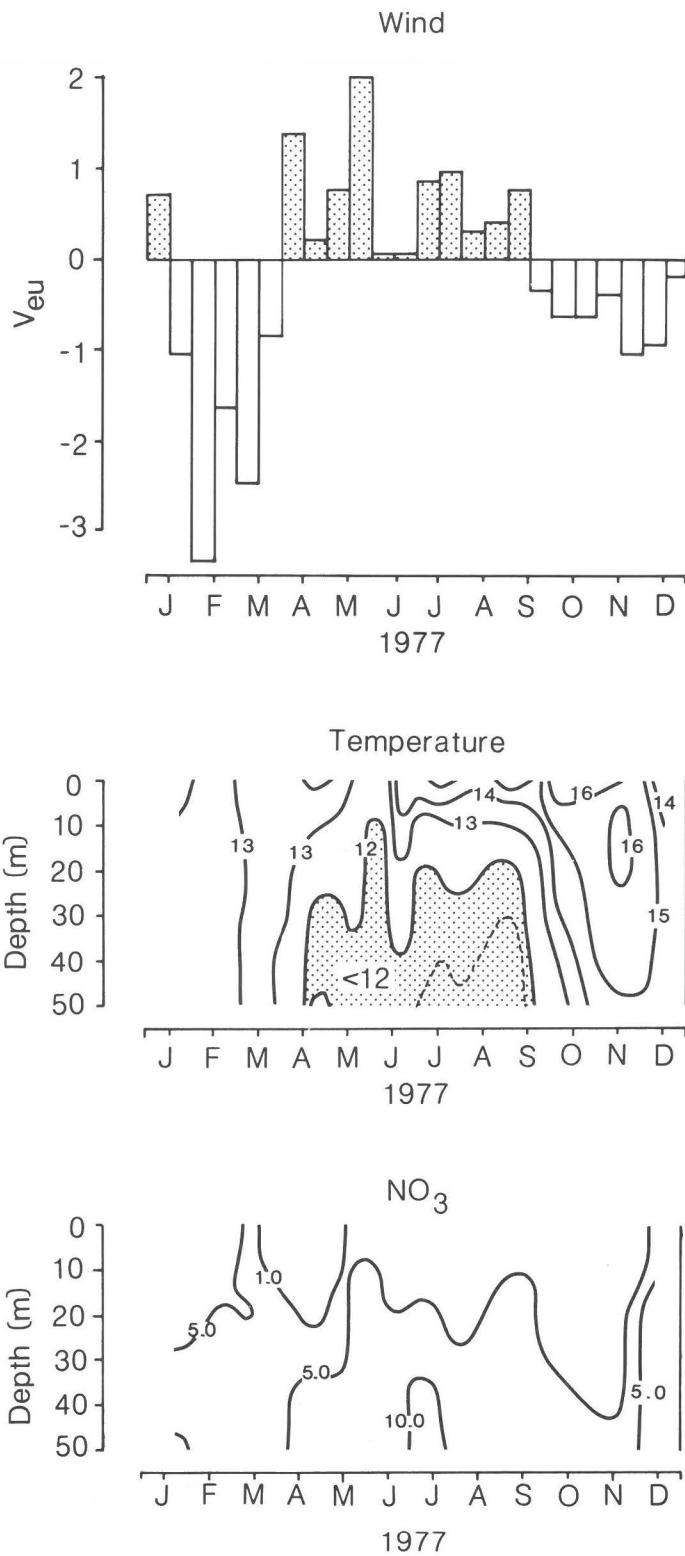 Wind
2
1
0
-1
-2
-3
Veu
J F M A M J J A S O N D
1977
Temperature
0
10
20
30
40
50
Depth (m)
13 13 12 14 13 16 16 14 15
<12
J F M A M J J A S O N D
1977
NO3
0
10
20
30
40
50
Depth (m)
1.0
5.0
5.0
5.0
10.0
J F M A M J J A S O N D
1977